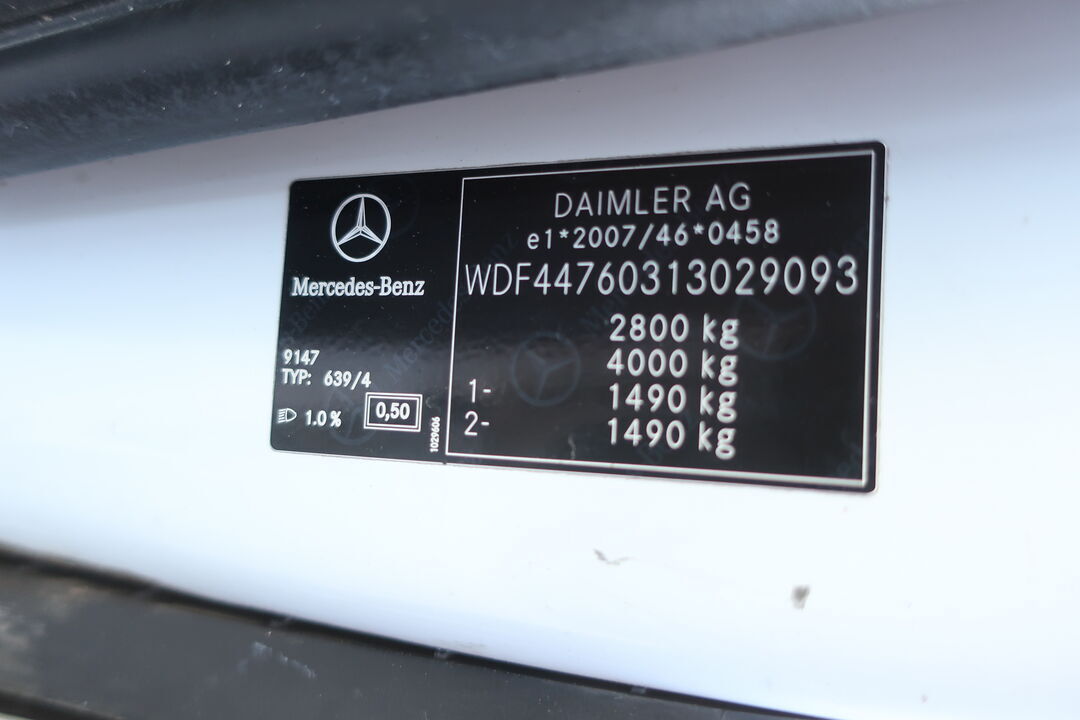 Mercedes-Benz
9147
TYP: 639/4
1.0 %
0,50
1029606
DAIMLER AG
e1*2007/46*0458
WDF44760313029093
2800 kg
4000 kg
1- 1490 kg
2- 1490 kg